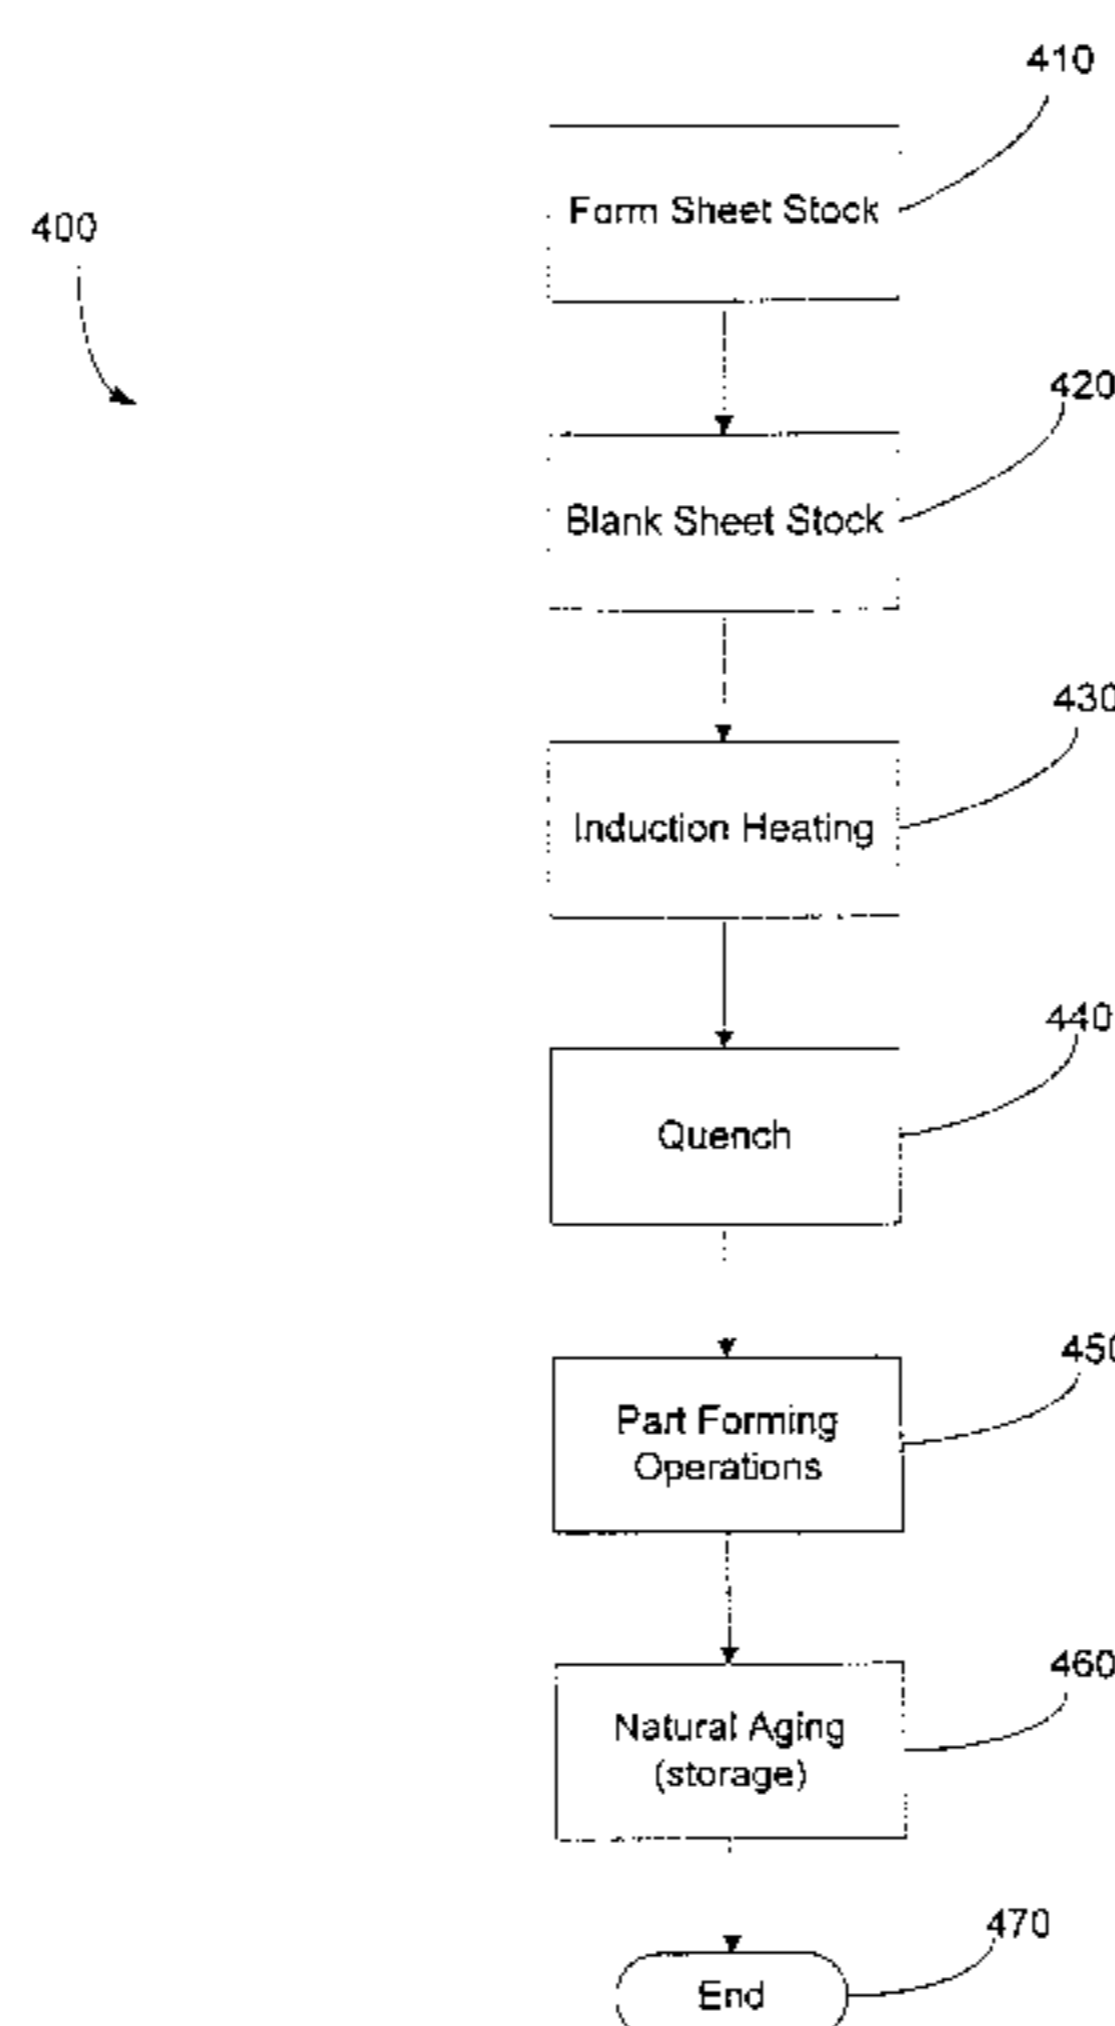 410
Form Sheet Stock
400
420
Blank Sheet Stock
430
Induction Heating
440
Quench
450
Part Forming
Operations
460
Natural Aging
(storage)
470
End